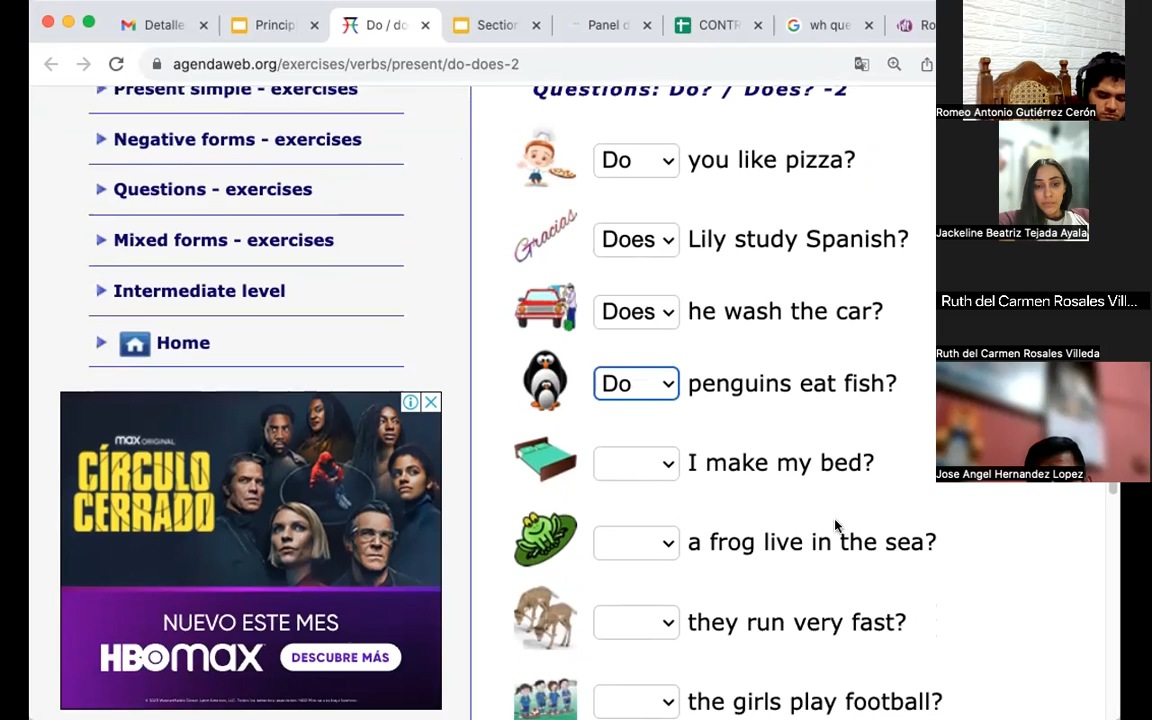 Detalle
Princip
Do / do
Section
Panel d
CONTR
wh que
Ro
agendaweb.org/exercises/verbs/present/do-does-2
Present simple - exercises
Negative forms - exercises
Questions - exercises
Mixed forms - exercises
Intermediate level
Home
max ORIGINAL
CÍRCULO
CERRADO
NUEVO ESTE MES
HBOmax
DESCUBRE MÁS
Questions: Do? / Does? -2
Do you like pizza?
Gracias
Does Lily study Spanish?
Does he wash the car?
Do penguins eat fish?
I make my bed?
a frog live in the sea?
they run very fast?
the girls play football?
Romeo Antonio Gutiérrez Cerón
Jackeline Beatriz Tejada Ayala
Ruth del Carmen Rosales Vill...
Ruth del Carmen Rosales Villeda
Jose Angel Hernandez Lopez